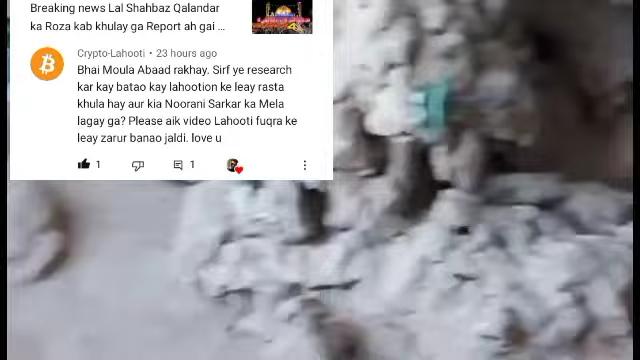 Breaking news Lal Shahbaz Qalandar
ka Roza kab khulay ga Report ah gai ...
Crypto-Lahooti • 23 hours ago
Bhai Moula Abaad rakhay. Sirf ye research
kar kay batao kay lahootion ke leay rasta
khula hay aur kia Noorani Sarkar ka Mela
lagay ga? Please aik video Lahooti fuqra ke
leay zarur banao jaldi. love u
1
1